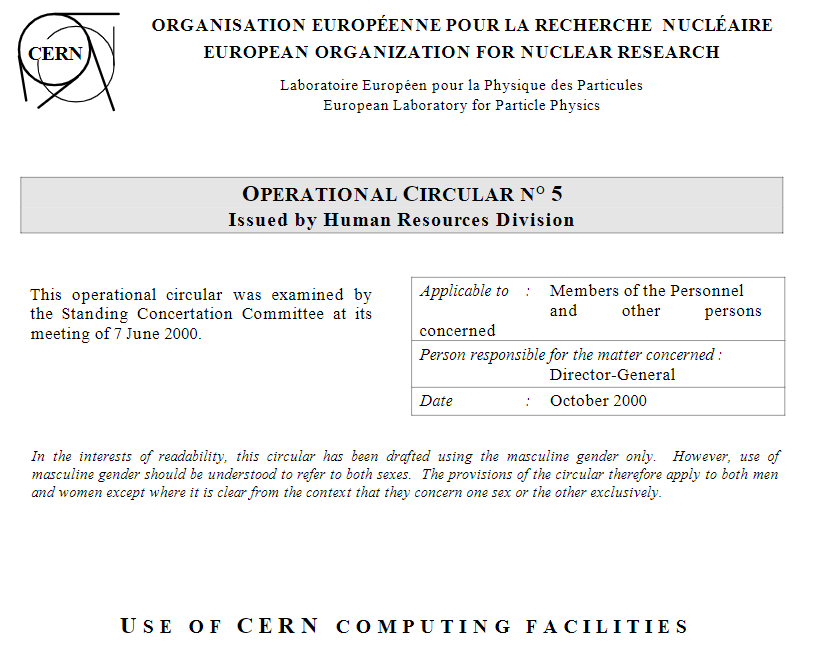 CERN
ORGANISATION EUROPÉENNE POUR LA RECHERCHE NUCLÉAIRE
EUROPEAN ORGANIZATION FOR NUCLEAR RESEARCH
Laboratoire Européen pour la Physique des Particules
European Laboratory for Particle Physics
OPERATIONAL CIRCULAR N° 5
Issued by Human Resources Division
This operational circular was examined by
the Standing Concertation Committee at its
meeting of 7 June 2000.
Applicable to : Members of the Personnel
and other persons
concerned
Person responsible for the matter concerned :
Director-General
Date : October 2000
In the interests of readability, this circular has been drafted using the masculine gender only. However, use of
masculine gender should be understood to refer to both sexes. The provisions of the circular therefore apply to both men
and women except where it is clear from the context that they concern one sex or the other exclusively.
USE OF CERN COMPUTING FACILITIES